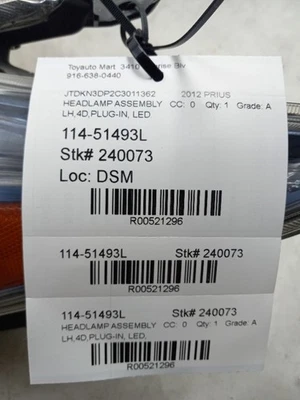 Toyauto Mart 3410 Blv
916-638-0440
JTDKN3DP2C3011362 2012 PRIUS
HEADLAMP ASSEMBLY CC: 0 Qty: 1 Grade: A
LH,4D,PLUG-IN, LED
114-51493L
Stk# 240073
Loc: DSM
R00521296
114-51493L Stk# 240073
R00521296
114-51493L Stk# 240073
HEADLAMP ASSEMBLY CC: 0 Qty: 1 Grade: A
LH,4D,PLUG-IN, LED,
R00521296